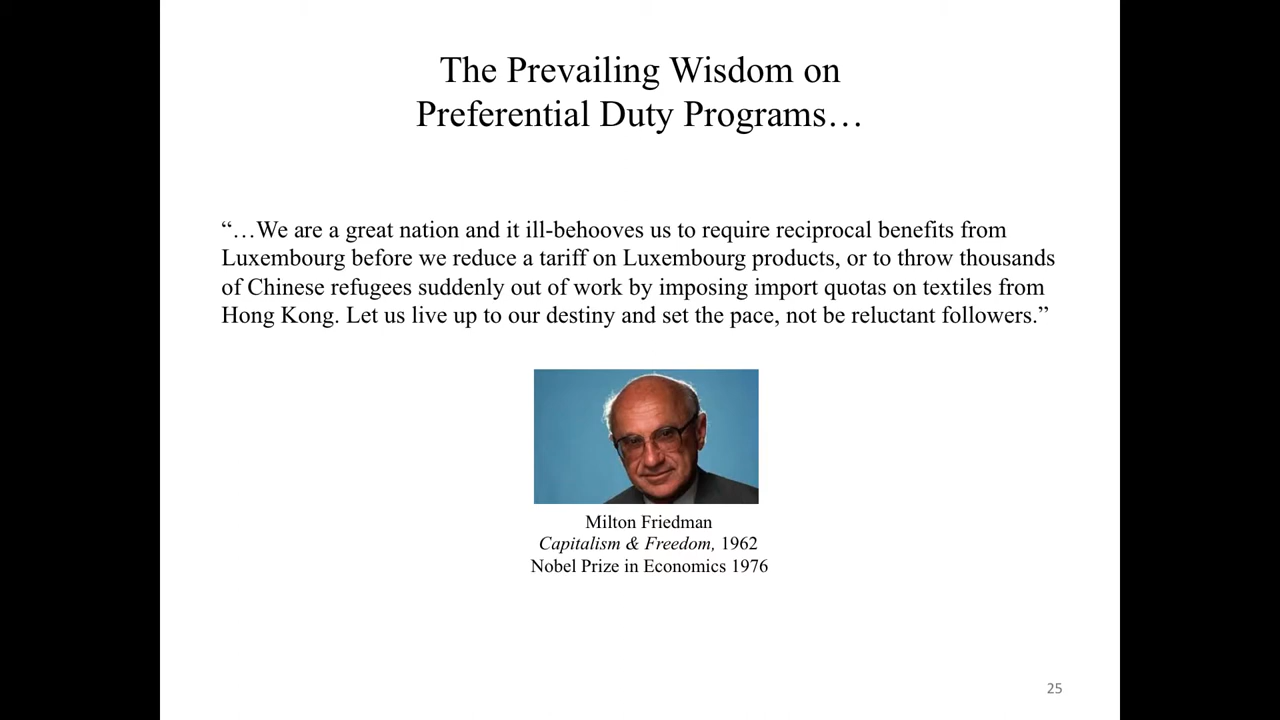 The Prevailing Wisdom on
Preferential Duty Programs…
“…We are a great nation and it ill-behooves us to require reciprocal benefits from
Luxembourg before we reduce a tariff on Luxembourg products, or to throw thousands
of Chinese refugees suddenly out of work by imposing import quotas on textiles from
Hong Kong. Let us live up to our destiny and set the pace, not be reluctant followers.”
Milton Friedman
Capitalism & Freedom, 1962
Nobel Prize in Economics 1976
25